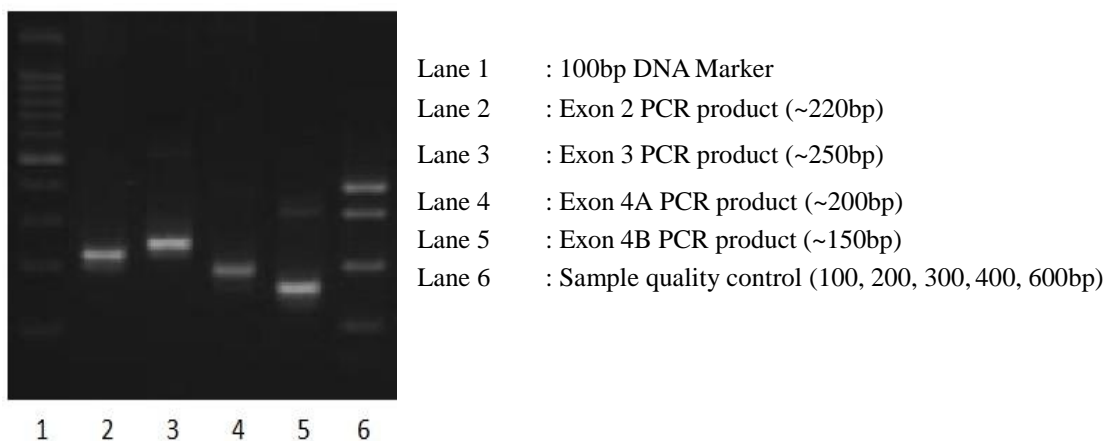 Lane 1 : 100bp DNA Marker
Lane 2 : Exon 2 PCR product (~220bp)
Lane 3 : Exon 3 PCR product (~250bp)
Lane 4 : Exon 4A PCR product (~200bp)
Lane 5 : Exon 4B PCR product (~150bp)
Lane 6 : Sample quality control (100, 200, 300, 400, 600bp)
1 2 3 4 5 6